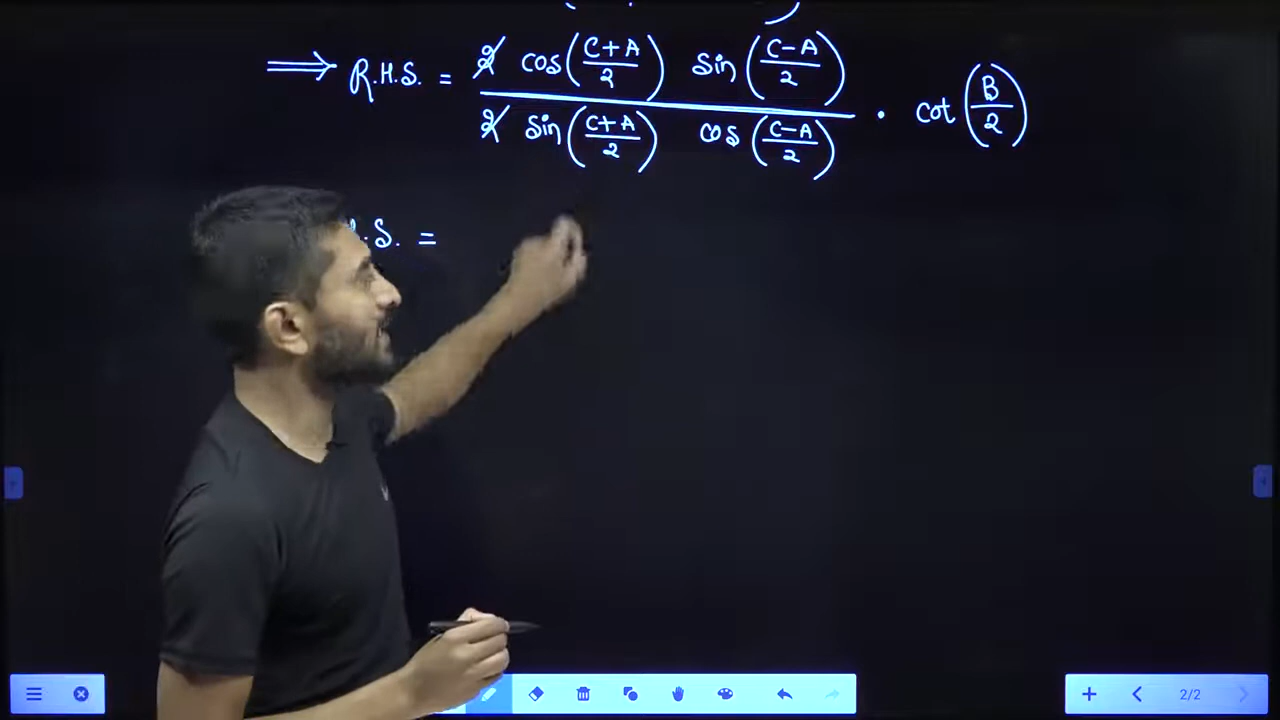 ⟹ R.H.S. = 2 cos((C+A)/2) sin((C-A)/2) / 2 sin((C+A)/2) cos((C-A)/2) · cot(B/2)
.S. =
2/2